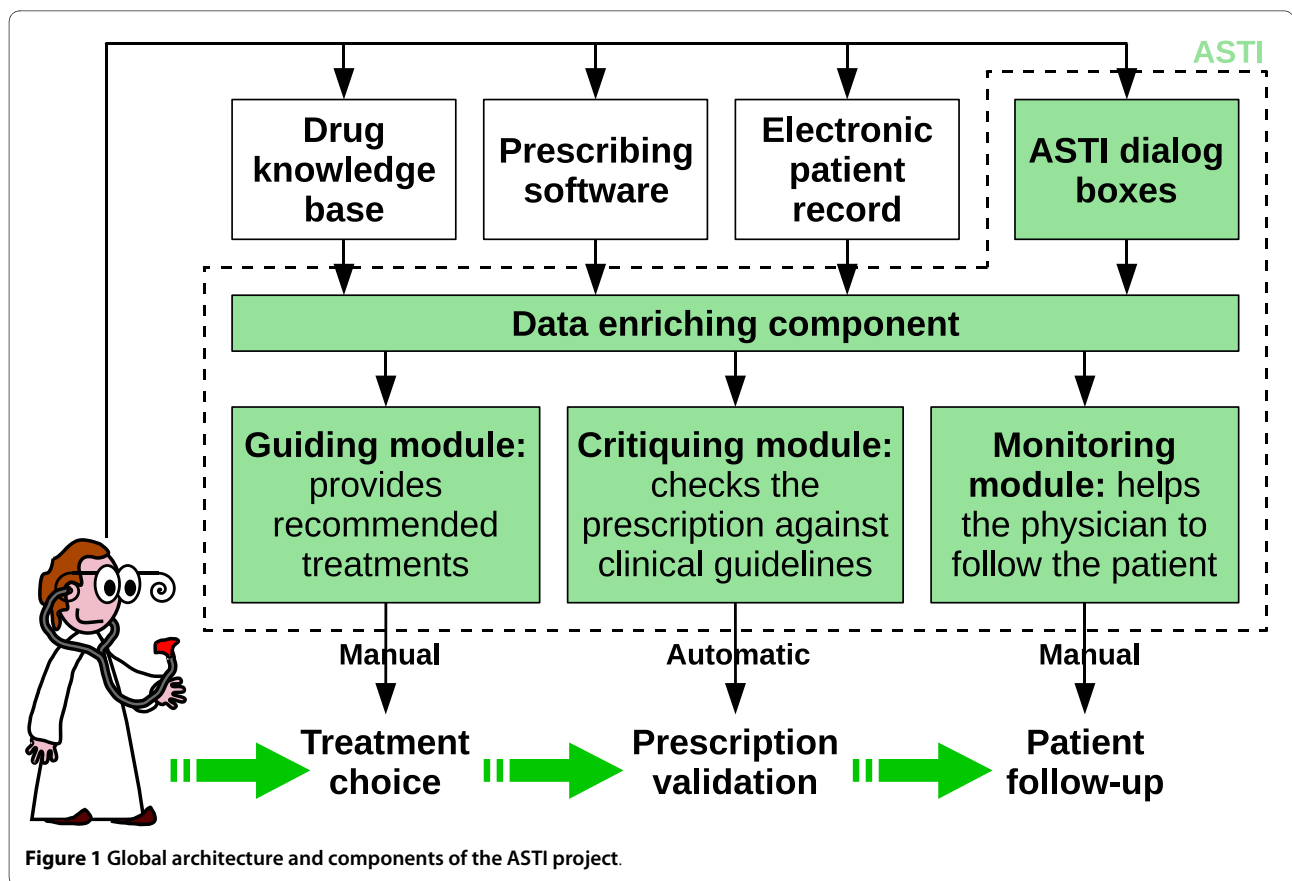 ASTI
Drug
knowledge
base
Prescribing
software
Electronic
patient
record
ASTI dialog
boxes
Data enriching component
Guiding module:
provides
recommended
treatments
Critiquing module:
checks the
prescription against
clinical guidelines
Monitoring
module: helps
the physician to
follow the patient
Manual
Automatic
Manual
Treatment
choice
Prescription
validation
Patient
follow-up
Figure 1 Global architecture and components of the ASTI project.